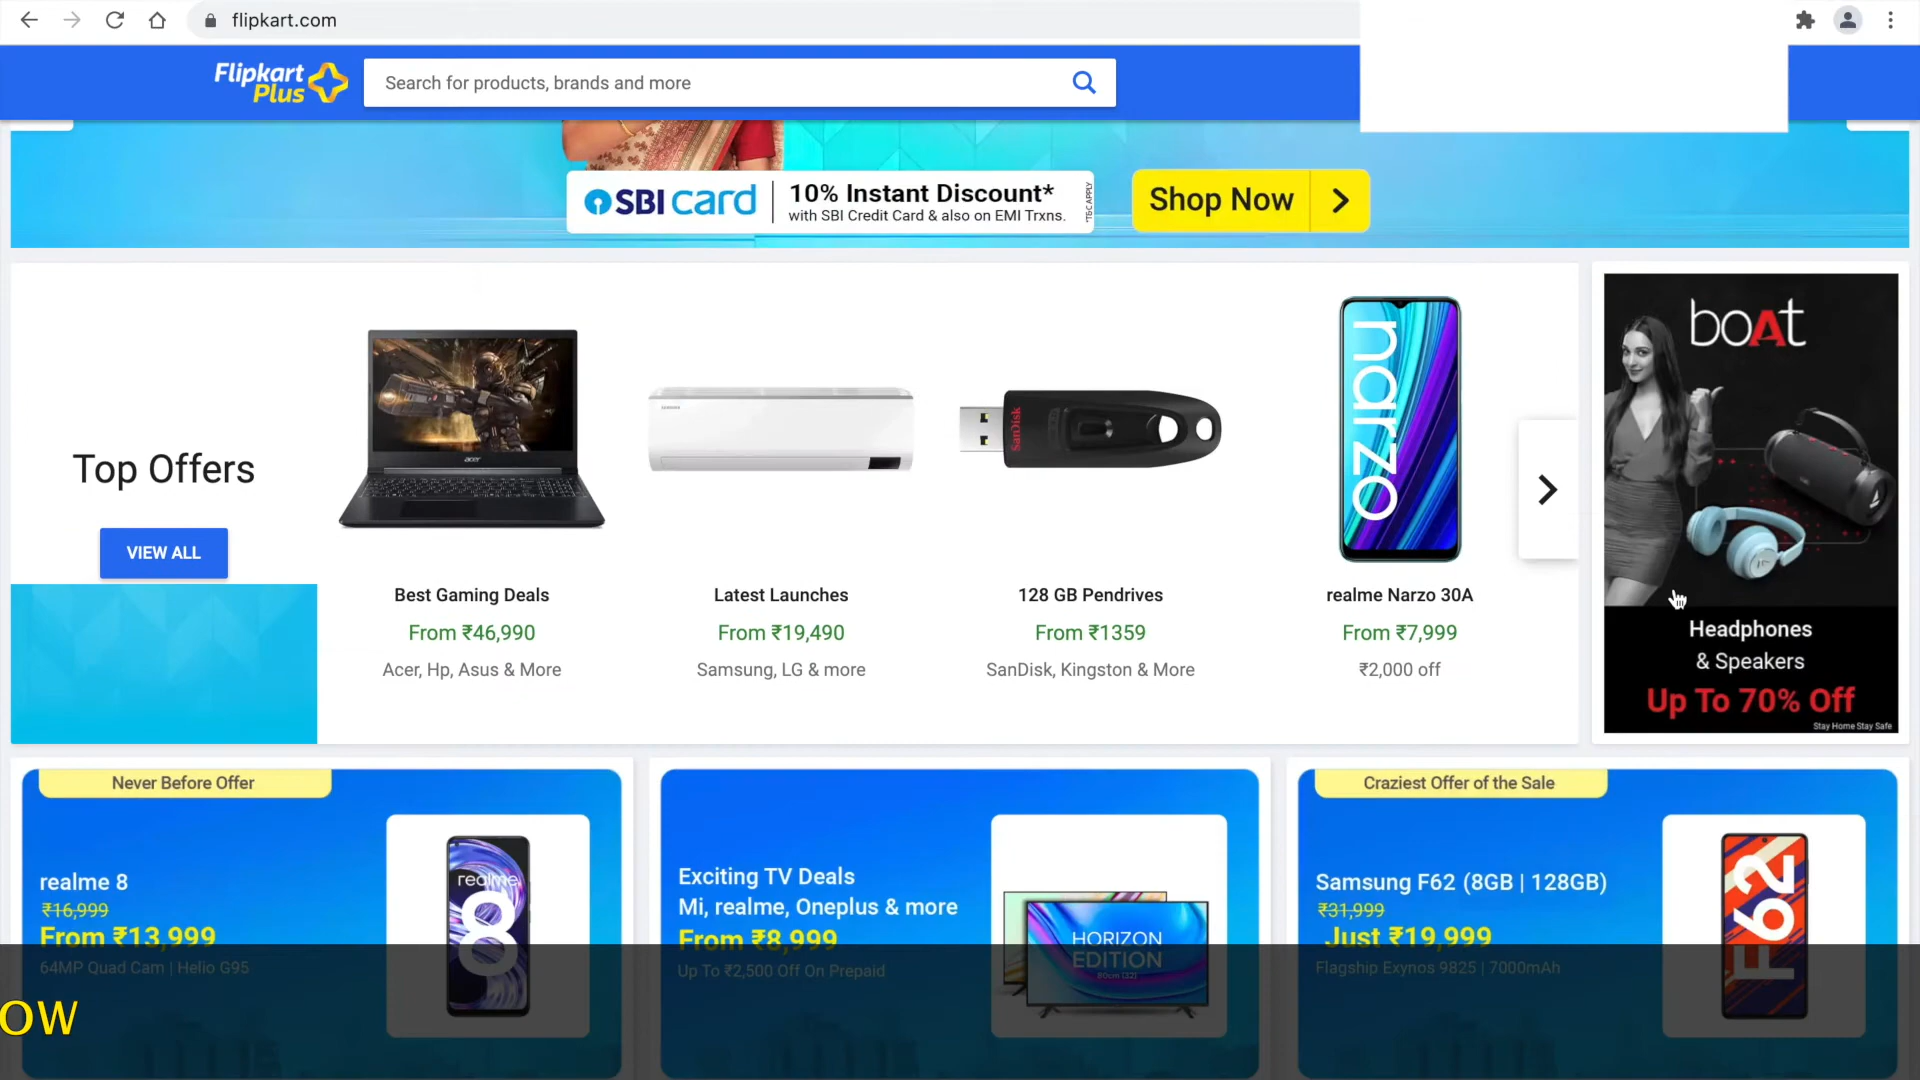 flipkart.com
Flipkart
Plus
Search for products, brands and more
SBI card
10% Instant Discount*
with SBI Credit Card & also on EMI Trxns.
*T&C APPLY
Shop Now
Top Offers
VIEW ALL
acer
Best Gaming Deals
From ₹46,990
Acer, Hp, Asus & More
SAMSUNG
Latest Launches
From ₹19,490
Samsung, LG & more
SanDisk
128 GB Pendrives
From ₹1359
SanDisk, Kingston & More
narzo
realme Narzo 30A
From ₹7,999
₹2,000 off
boAt
Headphones
& Speakers
Up To 70% Off
Stay Home Stay Safe
Never Before Offer
realme 8
₹16,999
From ₹13,999
64MP Quad Cam | Helio G95
realme
8
Exciting TV Deals
Mi, realme, Oneplus & more
From ₹8,999
Up To ₹2,500 Off On Prepaid
HORIZON
EDITION
80cm (32)
Craziest Offer of the Sale
Samsung F62 (8GB | 128GB)
₹31,999
Just ₹19,999
Flagship Exynos 9825 | 7000mAh
F62
OW